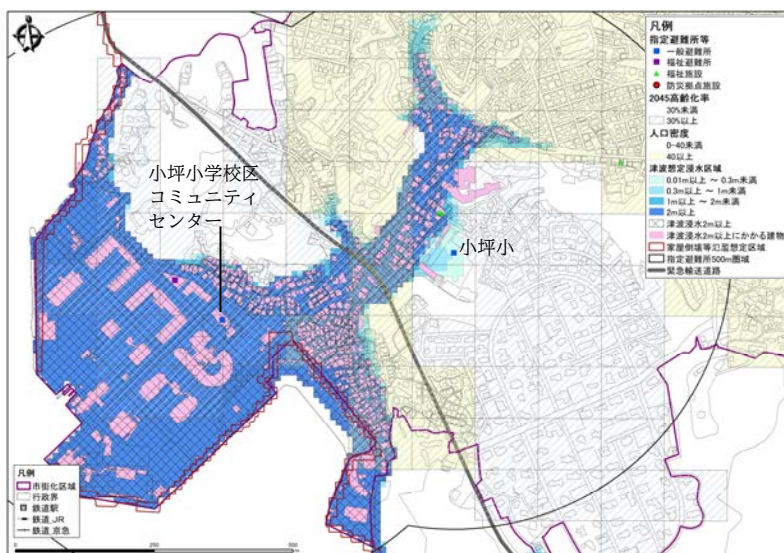 凡例
指定避難所等
一般避難所
福祉避難所
福祉施設
防災拠点施設
2045高齢化率
30%未満
30%以上
人口密度
0-40未満
40以上
津波想定浸水区域
0.01m以上 ~ 0.3m未満
0.3m以上 ~ 1m未満
1m以上 ~ 2m未満
2m以上
津波浸水2m以上
津波浸水2m以上にかかる建物
家屋倒壊等氾濫想定区域
指定避難所500m圏域
緊急輸送道路
小坪小学校区
コミュニティ
センター
小坪小
凡例
市街化区域
行政界
鉄道駅
鉄道_JR
鉄道_京急
0 250 500